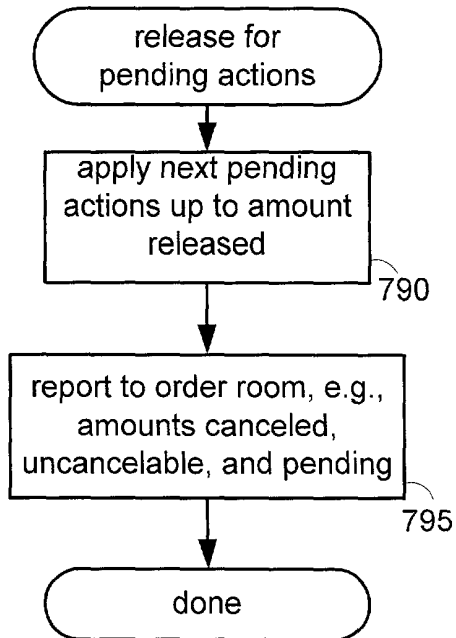 release for
pending actions
apply next pending
actions up to amount
released
790
report to order room, e.g.,
amounts canceled,
uncancelable, and pending
795
done